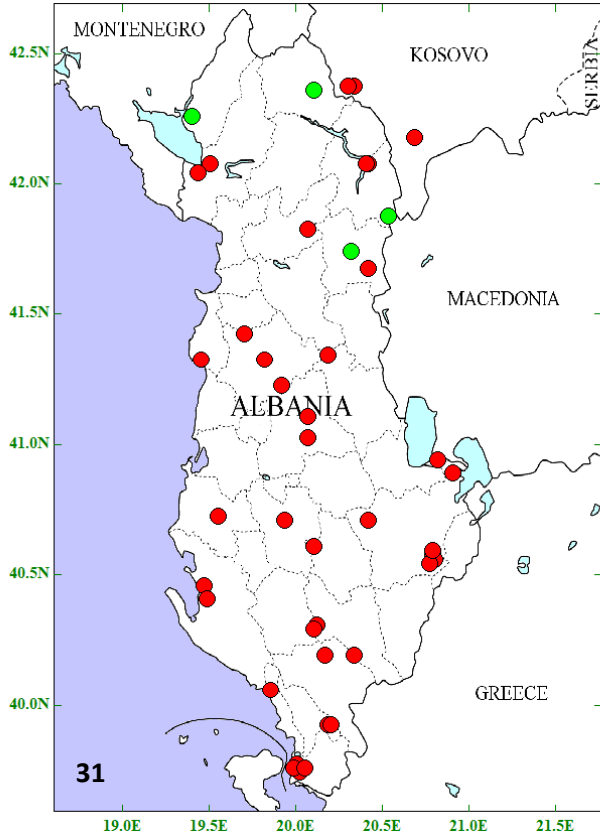 MONTENEGRO
KOSOVO
SERBIA
42.5N
42.0N
41.5N
MACEDONIA
ALBANIA
41.0N
40.5N
40.0N
GREECE
31
19.0E 19.5E 20.0E 20.5E 21.0E 21.5E